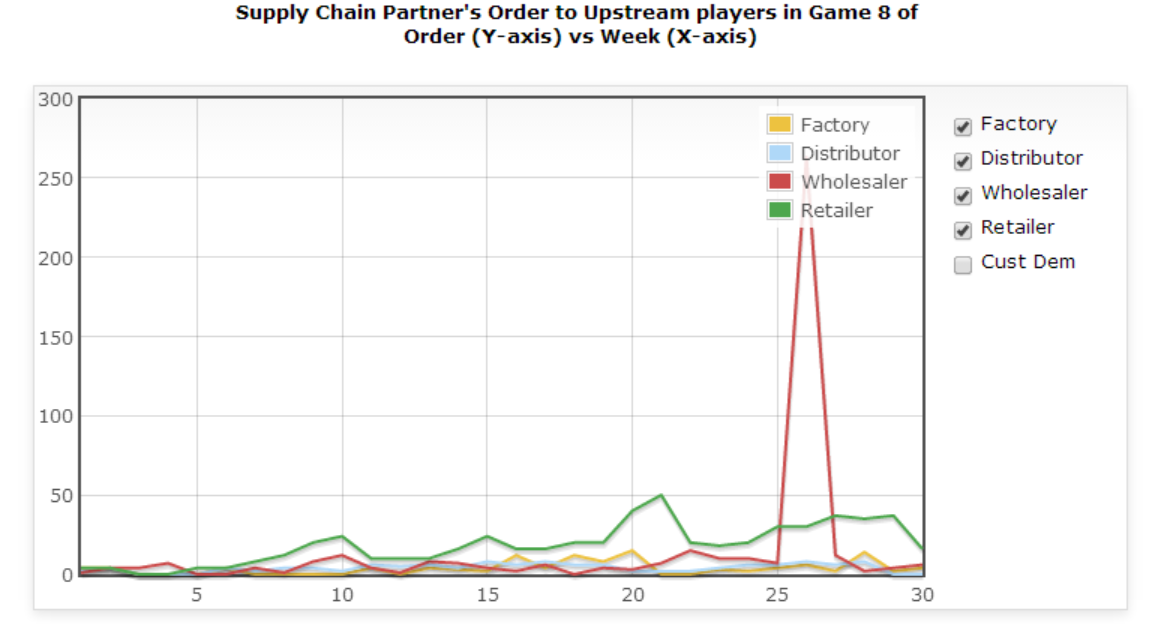 Supply Chain Partner's Order to Upstream players in Game 8 of
Order (Y-axis) vs Week (X-axis)
300
250
200
150
100
50
0
5 10 15 20 25 30
Factory
Distributor
Wholesaler
Retailer
Factory
Distributor
Wholesaler
Retailer
Cust Dem